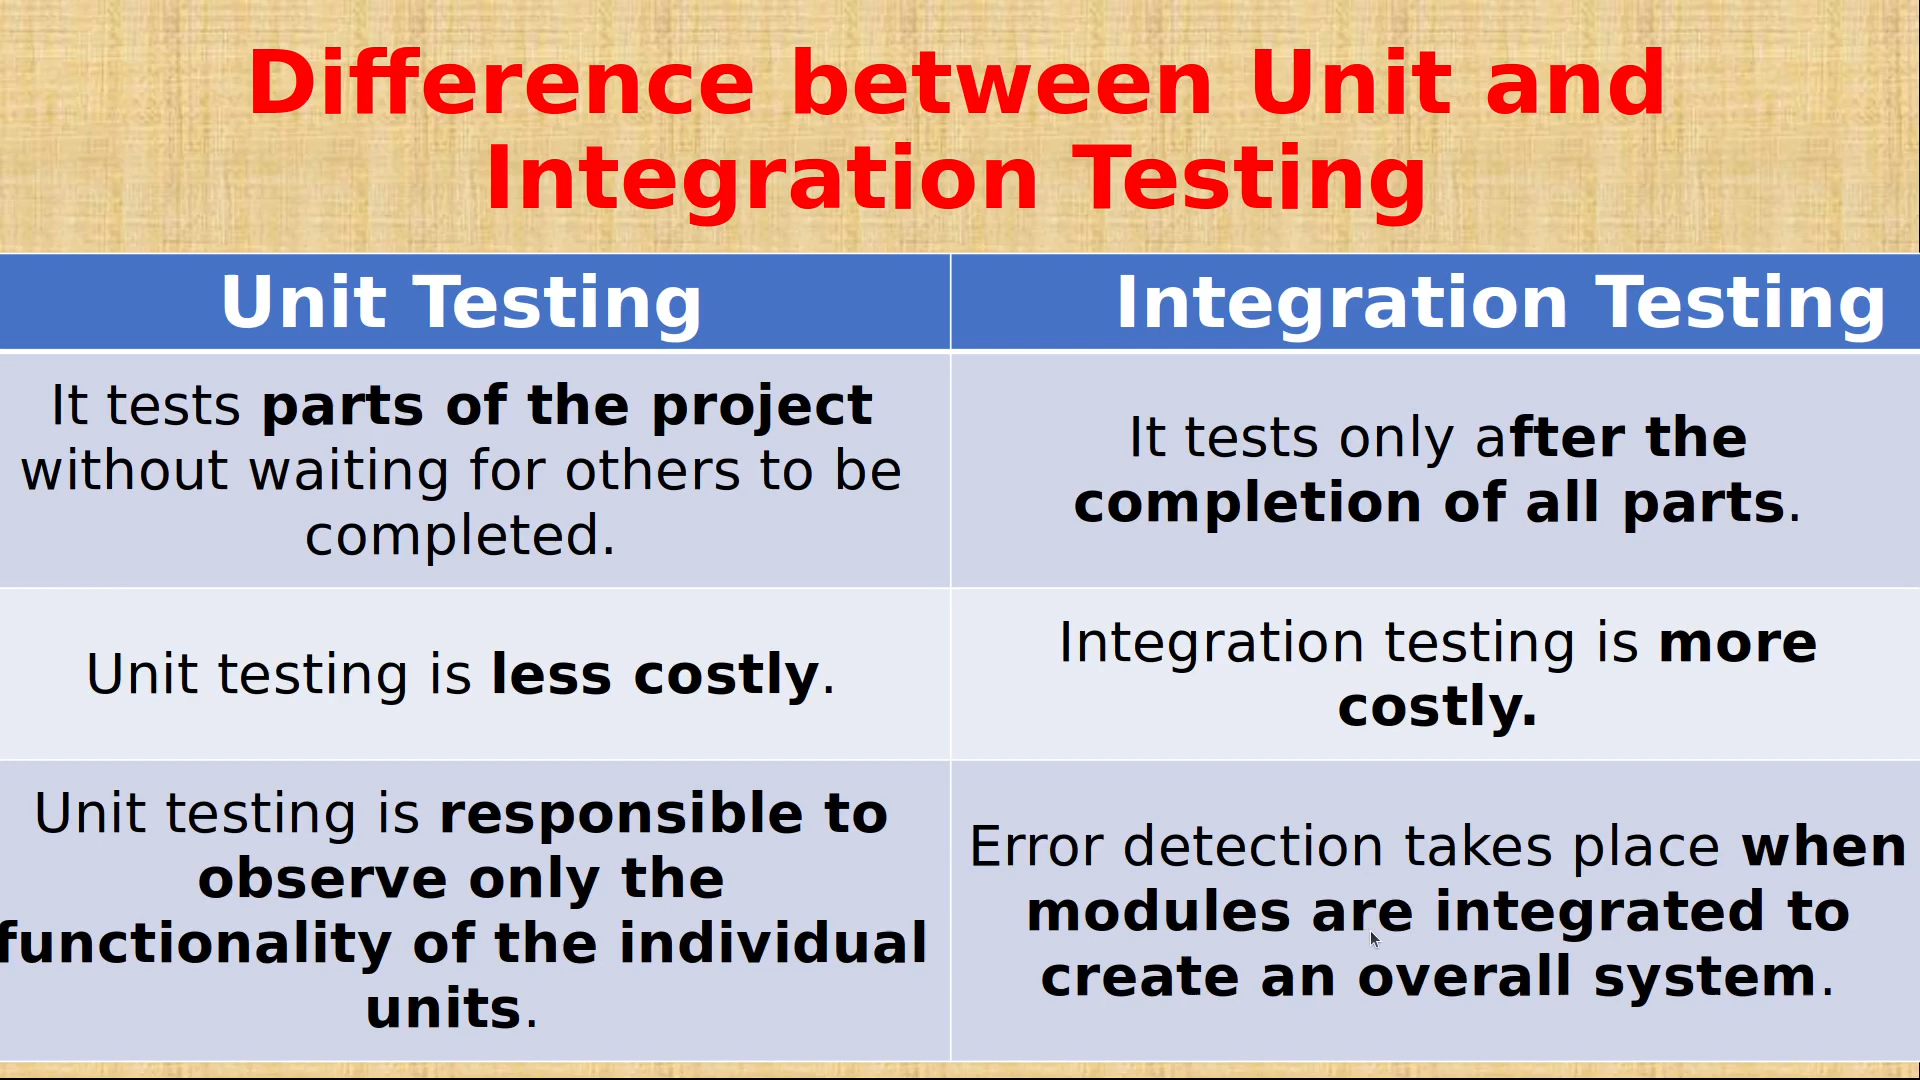 Difference between Unit and
Integration Testing
Unit Testing
Integration Testing
It tests parts of the project
without waiting for others to be
completed.
It tests only after the
completion of all parts.
Unit testing is less costly.
Integration testing is more
costly.
Unit testing is responsible to
observe only the
functionality of the individual
units.
Error detection takes place when
modules are integrated to
create an overall system.